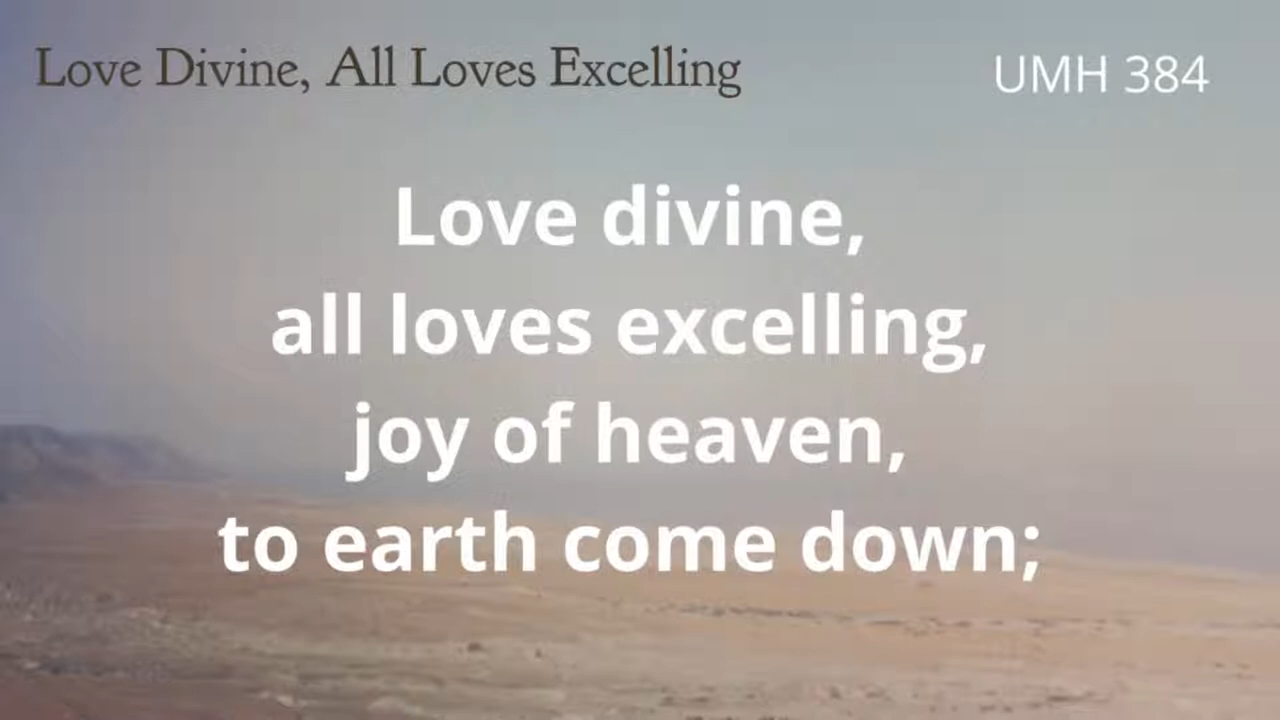 Love Divine, All Loves Excelling
UMH 384
Love divine,
all loves excelling,
joy of heaven,
to earth come down;